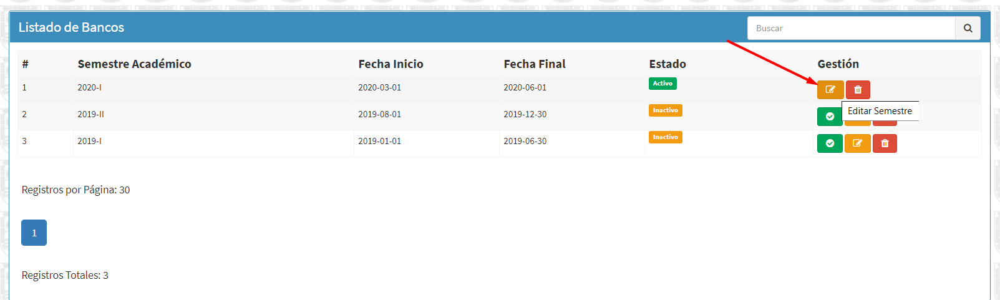 Listado de Bancos
Buscar
# Semestre Académico Fecha Inicio Fecha Final Estado Gestión
1 2020-I 2020-03-01 2020-06-01 Activo
Editar Semestre
2 2019-II 2019-08-01 2019-12-30 Inactivo
3 2019-I 2019-01-01 2019-06-30 Inactivo
Registros por Página: 30
1
Registros Totales: 3